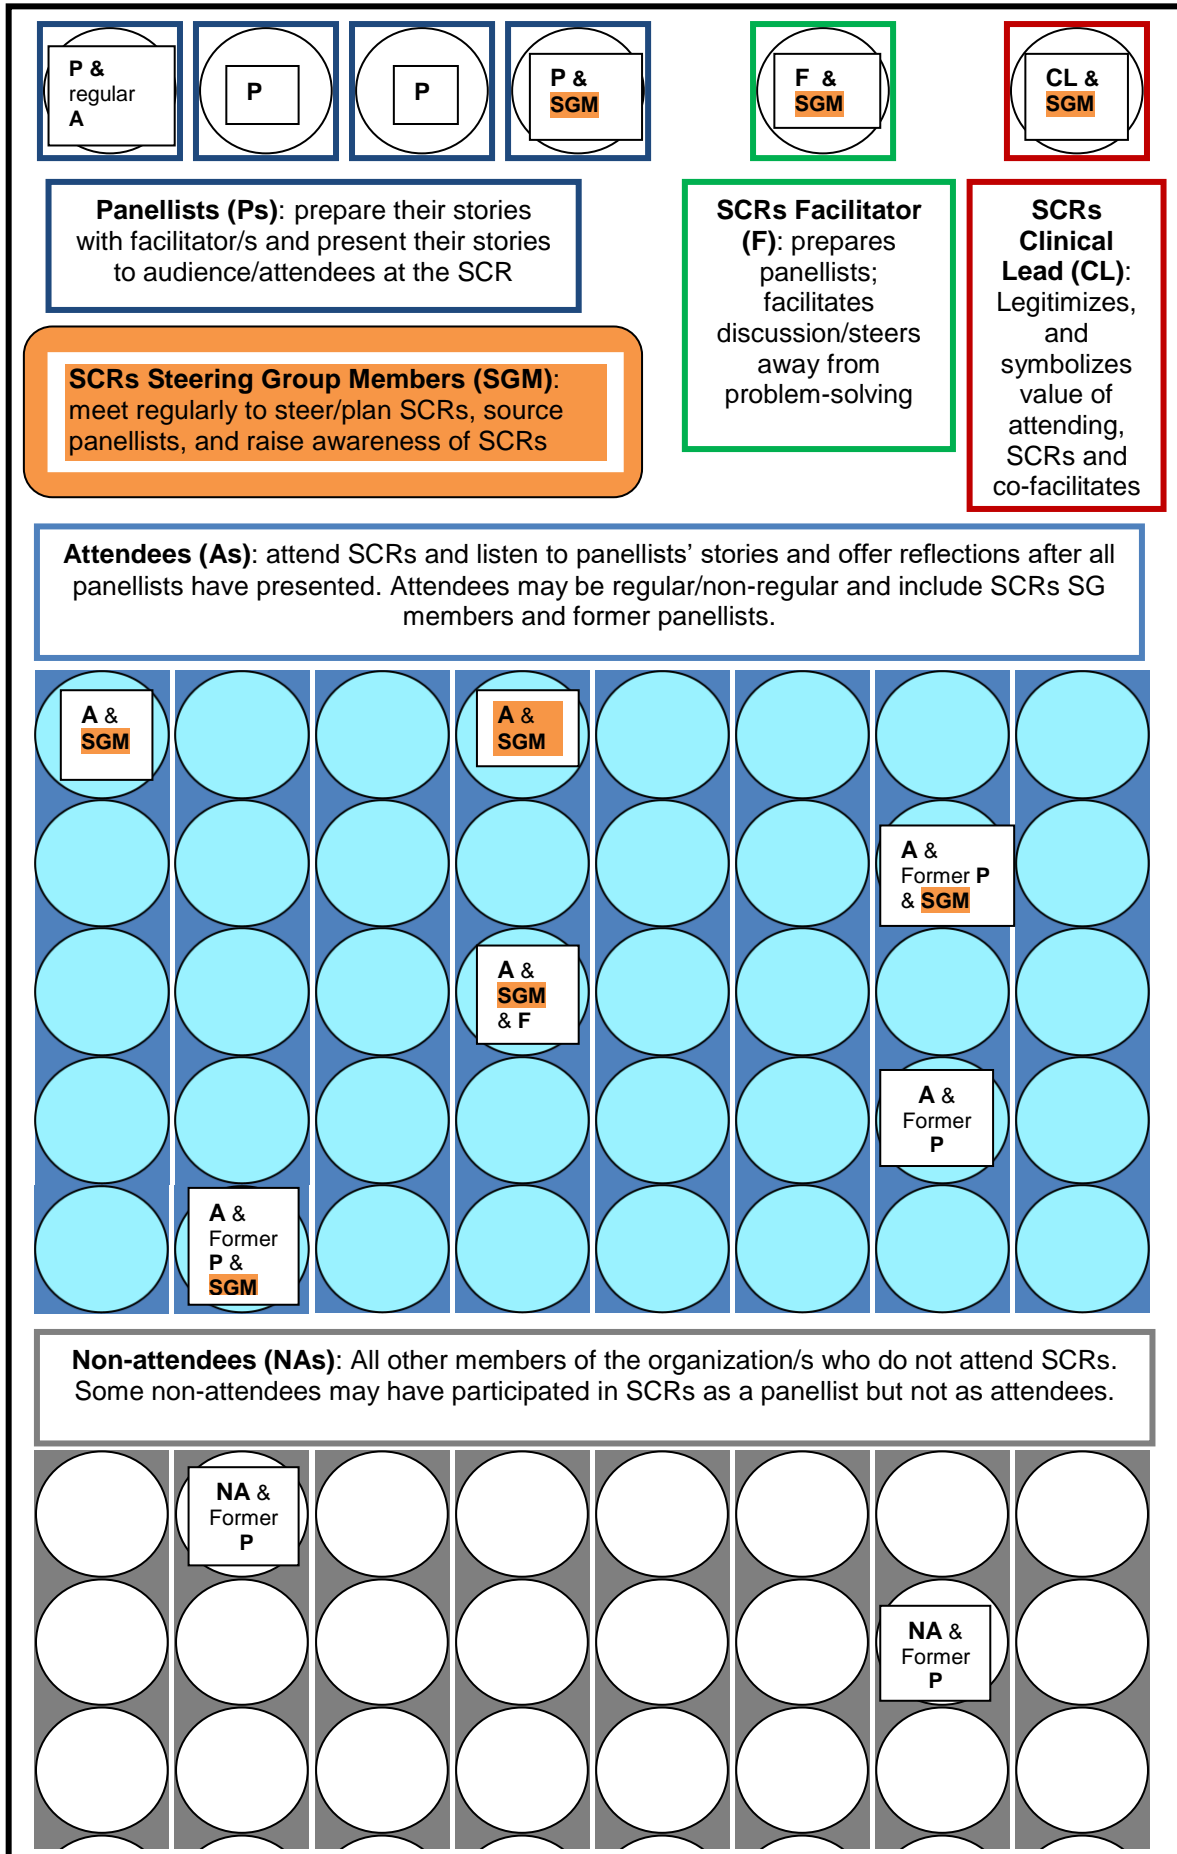 P &
regular
A
P
P
P &
SGM
F &
SGM
CL &
SGM
Panellists (Ps): prepare their stories
with facilitator/s and present their stories
to audience/attendees at the SCR
SCRs Facilitator
(F): prepares
panellists;
facilitates
discussion/steers
away from
problem-solving
SCRs
Clinical
Lead (CL):
Legitimizes,
and
symbolizes
value of
attending,
SCRs and
co-facilitates
SCRs Steering Group Members (SGM):
meet regularly to steer/plan SCRs, source
panellists, and raise awareness of SCRs
Attendees (As): attend SCRs and listen to panellists’ stories and offer reflections after all
panellists have presented. Attendees may be regular/non-regular and include SCRs SG
members and former panellists.
A &
SGM
A &
SGM
A &
Former P
& SGM
A &
SGM
& F
A &
Former
P
A &
Former
P &
SGM
Non-attendees (NAs): All other members of the organization/s who do not attend SCRs.
Some non-attendees may have participated in SCRs as a panellist but not as attendees.
NA &
Former
P
NA &
Former
P